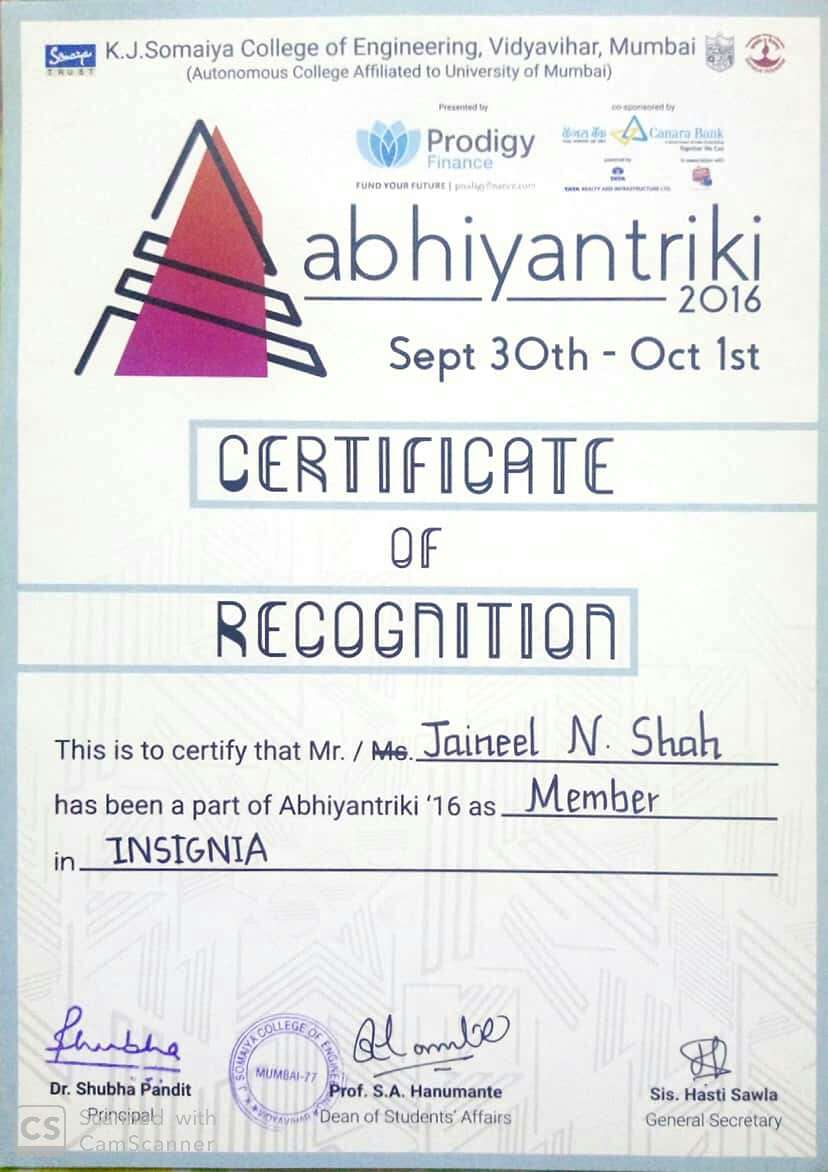 Somaiya
TRUST
K.J.Somaiya College of Engineering, Vidyavihar, Mumbai
(Autonomous College Affiliated to University of Mumbai)
Presented by
Prodigy
Finance
FUND YOUR FUTURE | prodigyfinance.com
co-sponsored by
Canara Bank
Together We Can
powered by
in association with
TATA
TATA REALTY AND INFRASTRUCTURE LTD.
abhiyantriki
2016
Sept 30th - Oct 1st
CERTIFICATE
OF
RECOGNITION
This is to certify that Mr. / Ms. Jaineel N. Shah
has been a part of Abhiyantriki ‘16 as Member
in INSIGNIA
Shubha
Dr. Shubha Pandit
Principal
SOMAIYA COLLEGE OF ENGINE
MUMBAI-77
VIDYAVIHAR
Prof. S.A. Hanumante
Dean of Students’ Affairs
Sis. Hasti Sawla
General Secretary
CS Scanned with
CamScanner